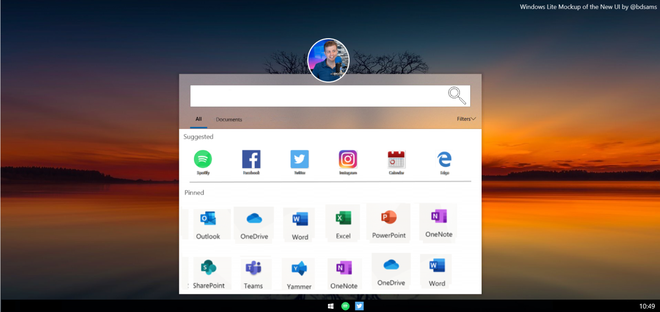 Windows Lite Mockup of the New UI by @bdsams
All Documents Filters
Suggested
Spotify Facebook Twitter Instagram Calendar Edge
Pinned
Outlook OneDrive Word Excel PowerPoint OneNote
SharePoint Teams Yammer OneNote OneDrive Word
10:49